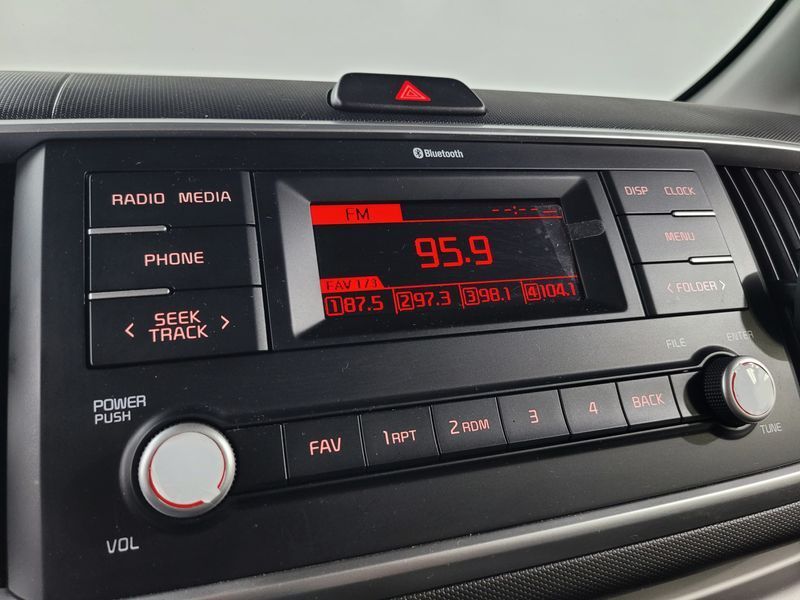 Bluetooth
RADIO MEDIA
PHONE
< SEEK TRACK >
FM --:--
95.9
FAV 1/3
1 87.5 2 97.3 3 98.1 4 104.1
DISP CLOCK
MENU
< FOLDER >
POWER
PUSH
VOL
FAV 1 RPT 2 RDM 3 4 BACK
FILE ENTER
TUNE